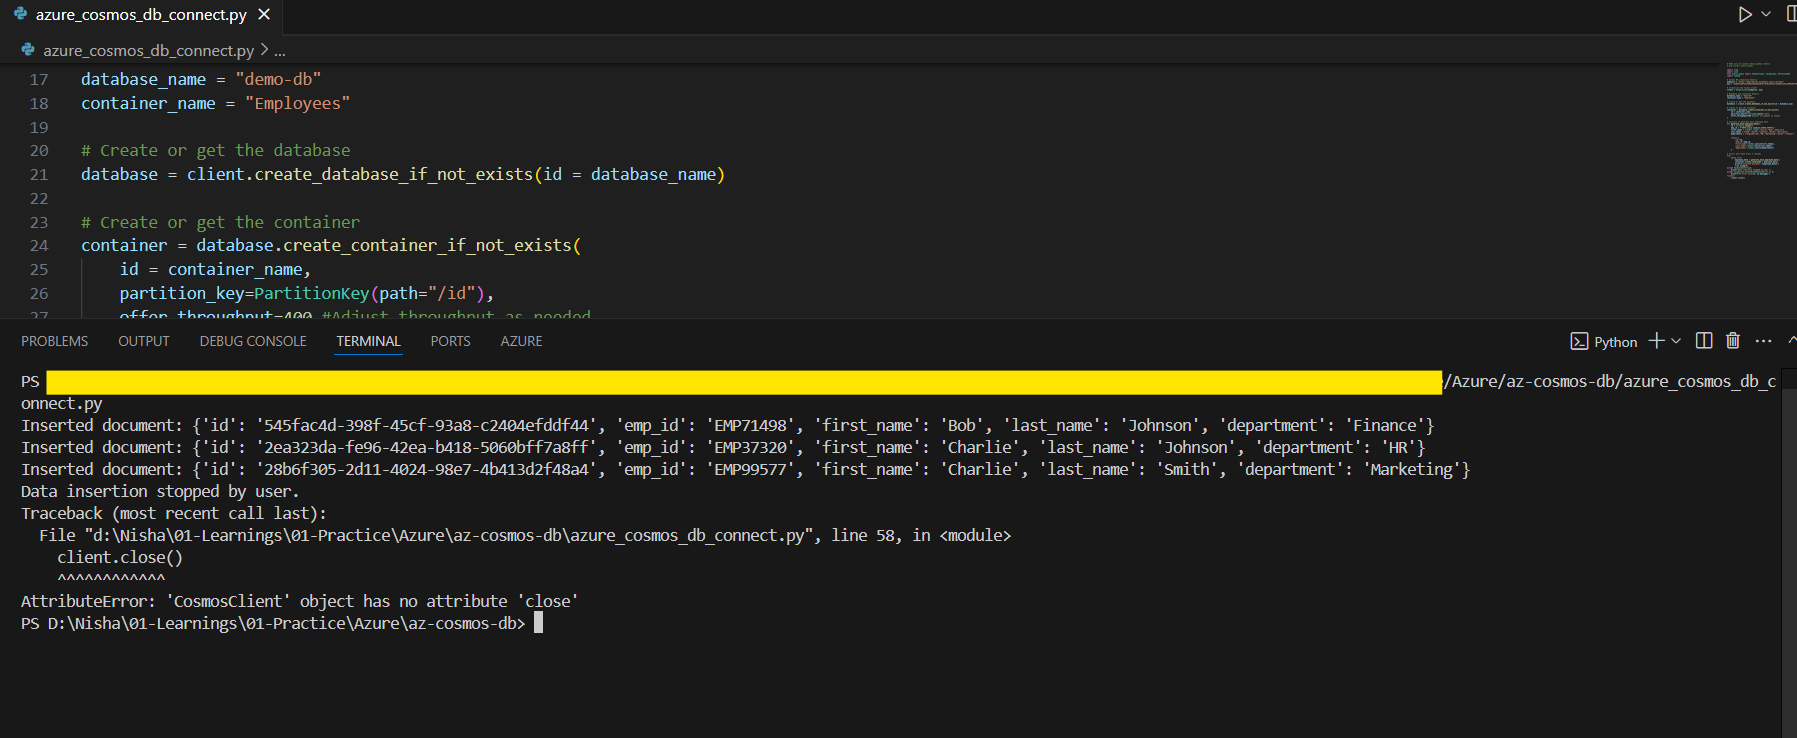 azure_cosmos_db_connect.py
azure_cosmos_db_connect.py > ...
17 database_name = "demo-db"
18 container_name = "Employees"
19
20 # Create or get the database
21 database = client.create_database_if_not_exists(id = database_name)
22
23 # Create or get the container
24 container = database.create_container_if_not_exists(
25 id = container_name,
26 partition_key=PartitionKey(path="/id"),
27 offer_throughput=400 #Adjust throughput as needed
PROBLEMS OUTPUT DEBUG CONSOLE TERMINAL PORTS AZURE Python
PS /Azure/az-cosmos-db/azure_cosmos_db_c
onnect.py
Inserted document: {'id': '545fac4d-398f-45cf-93a8-c2404efddf44', 'emp_id': 'EMP71498', 'first_name': 'Bob', 'last_name': 'Johnson', 'department': 'Finance'}
Inserted document: {'id': '2ea323da-fe96-42ea-b418-5060bff7a8ff', 'emp_id': 'EMP37320', 'first_name': 'Charlie', 'last_name': 'Johnson', 'department': 'HR'}
Inserted document: {'id': '28b6f305-2d11-4024-98e7-4b413d2f48a4', 'emp_id': 'EMP99577', 'first_name': 'Charlie', 'last_name': 'Smith', 'department': 'Marketing'}
Data insertion stopped by user.
Traceback (most recent call last):
File "d:\Nisha\01-Learnings\01-Practice\Azure\az-cosmos-db\azure_cosmos_db_connect.py", line 58, in <module>
client.close()
^^^^^^^^^^^^
AttributeError: 'CosmosClient' object has no attribute 'close'
PS D:\Nisha\01-Learnings\01-Practice\Azure\az-cosmos-db>